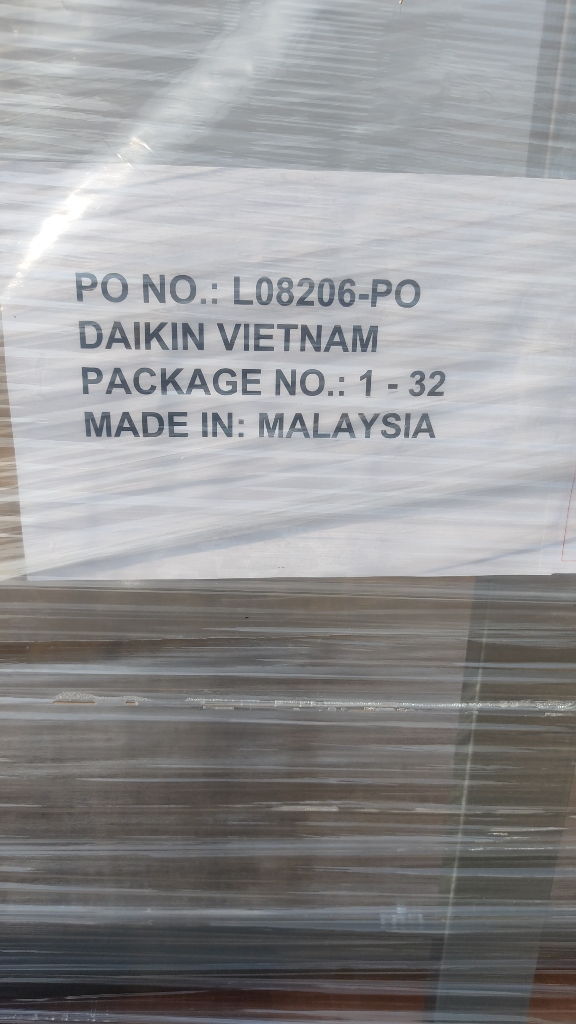 PO NO.: L08206-PO
DAIKIN VIETNAM
PACKAGE NO.: 1 - 32
MADE IN: MALAYSIA